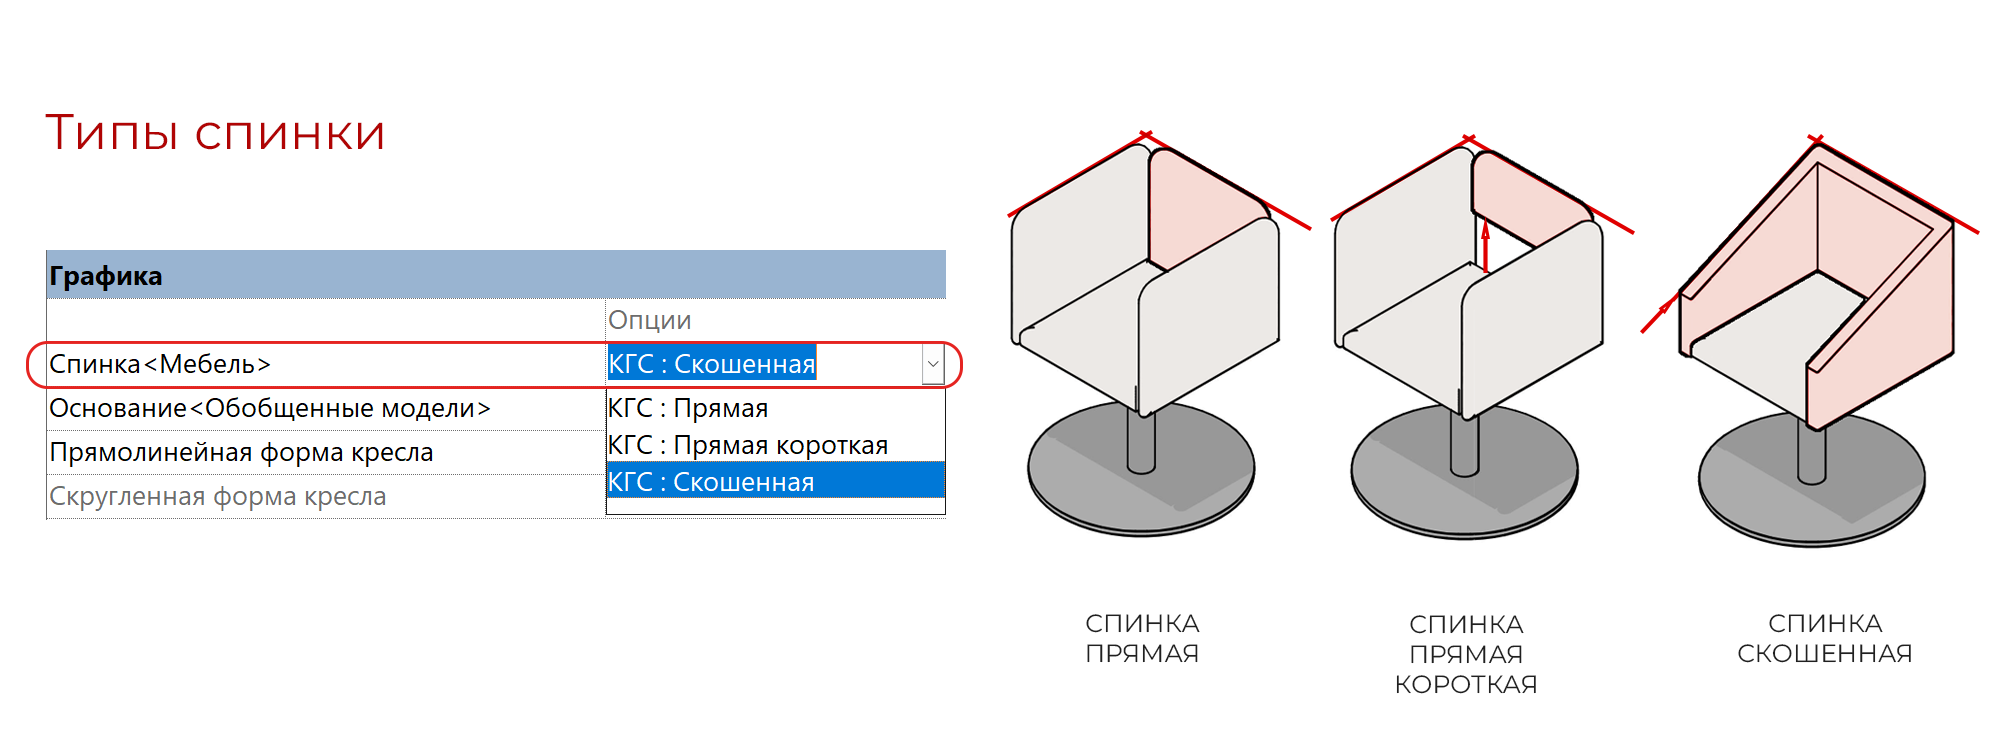 Типы спинки
Графика
Опции
Спинка<Мебель>
КГС : Скошенная
Основание<Обобщенные модели>
КГС : Прямая
КГС : Прямая короткая
Прямолинейная форма кресла
КГС : Скошенная
Скругленная форма кресла
СПИНКА
ПРЯМАЯ
СПИНКА
ПРЯМАЯ
КОРОТКАЯ
СПИНКА
СКОШЕННАЯ